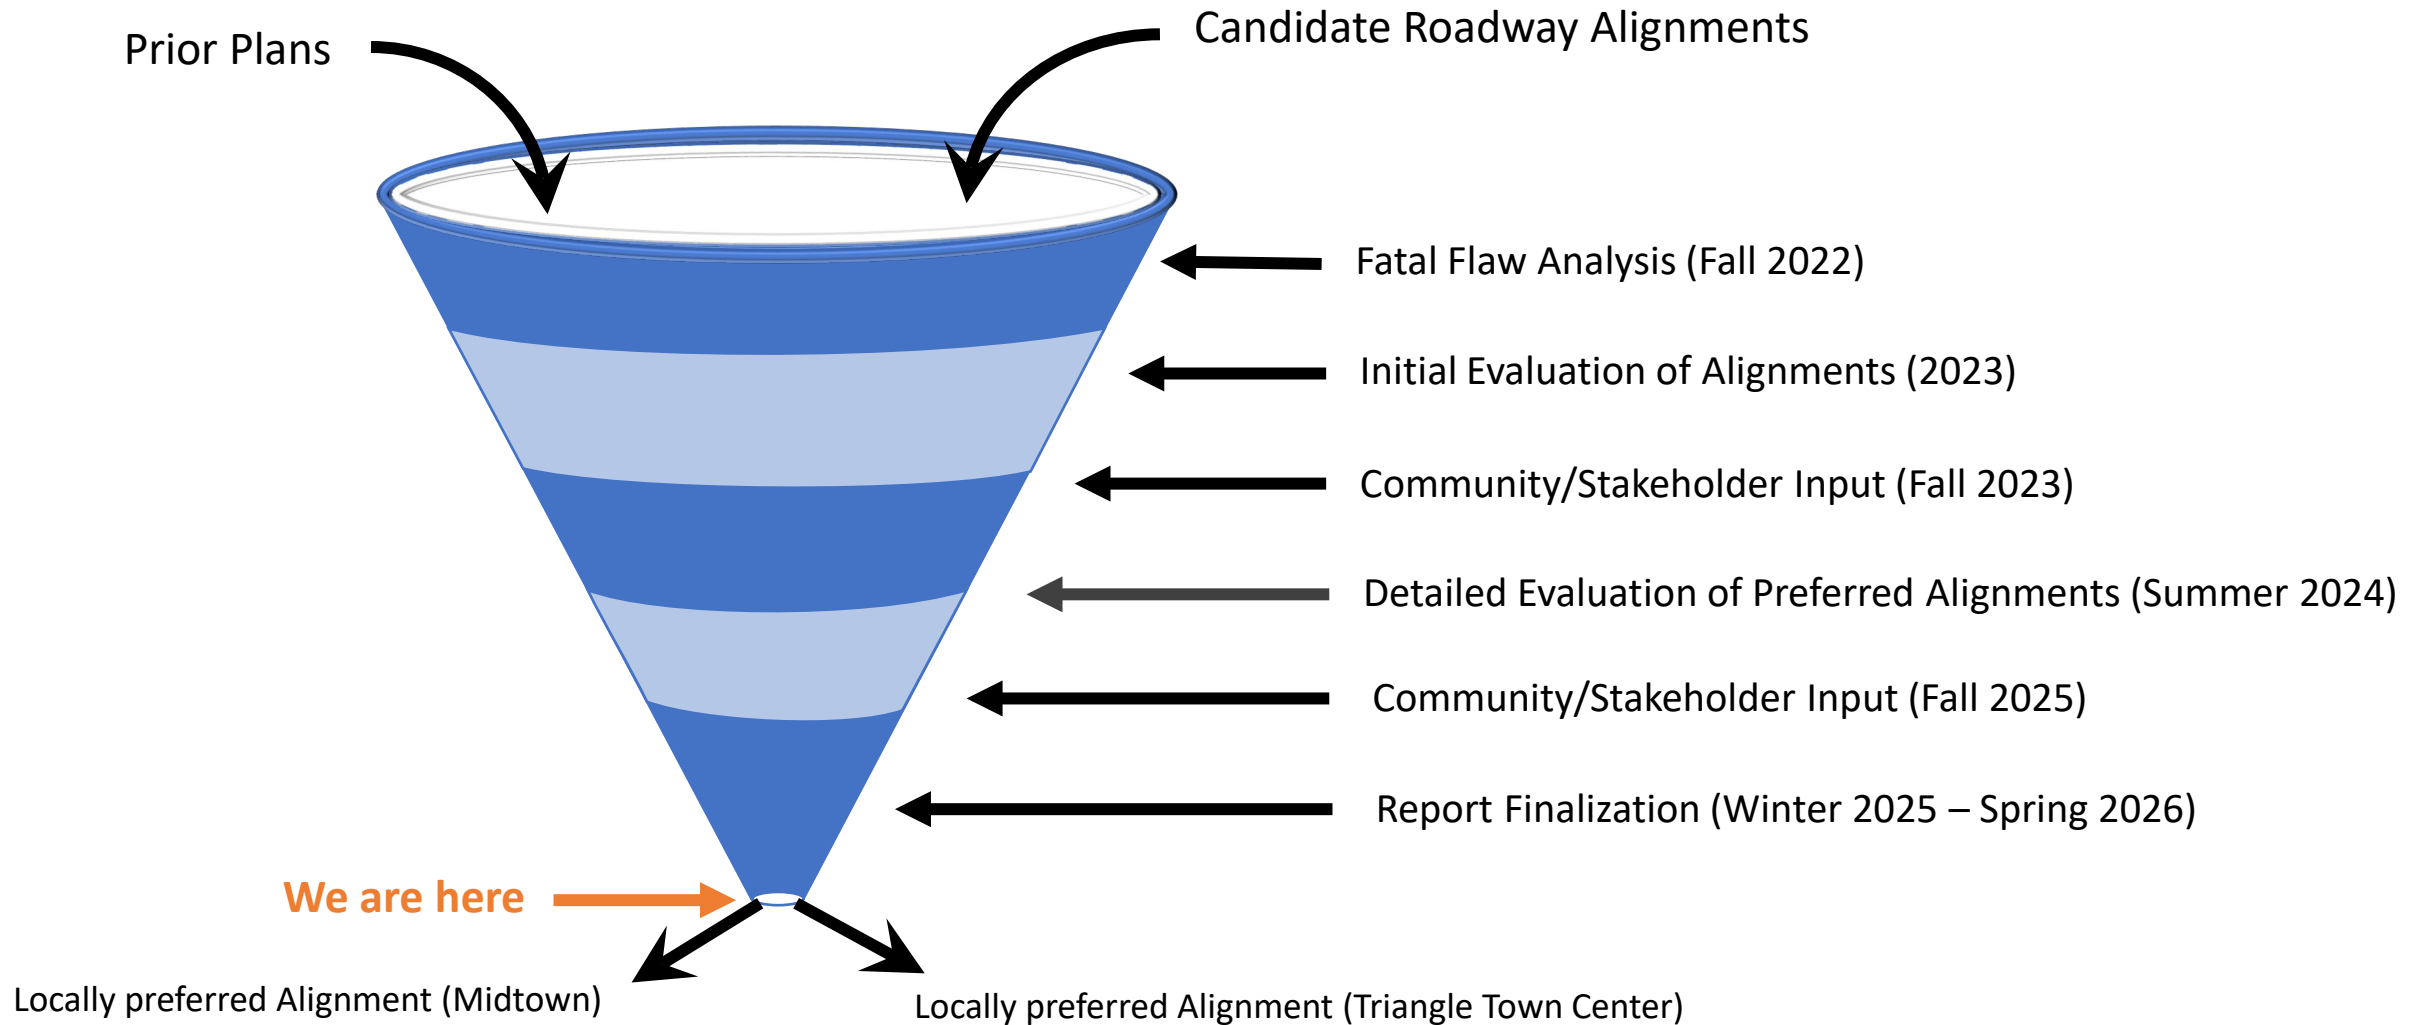 Prior Plans
Candidate Roadway Alignments
Fatal Flaw Analysis (Fall 2022)
Initial Evaluation of Alignments (2023)
Community/Stakeholder Input (Fall 2023)
Detailed Evaluation of Preferred Alignments (Summer 2024)
Community/Stakeholder Input (Fall 2025)
Report Finalization (Winter 2025 – Spring 2026)
We are here
Locally preferred Alignment (Midtown)
Locally preferred Alignment (Triangle Town Center)